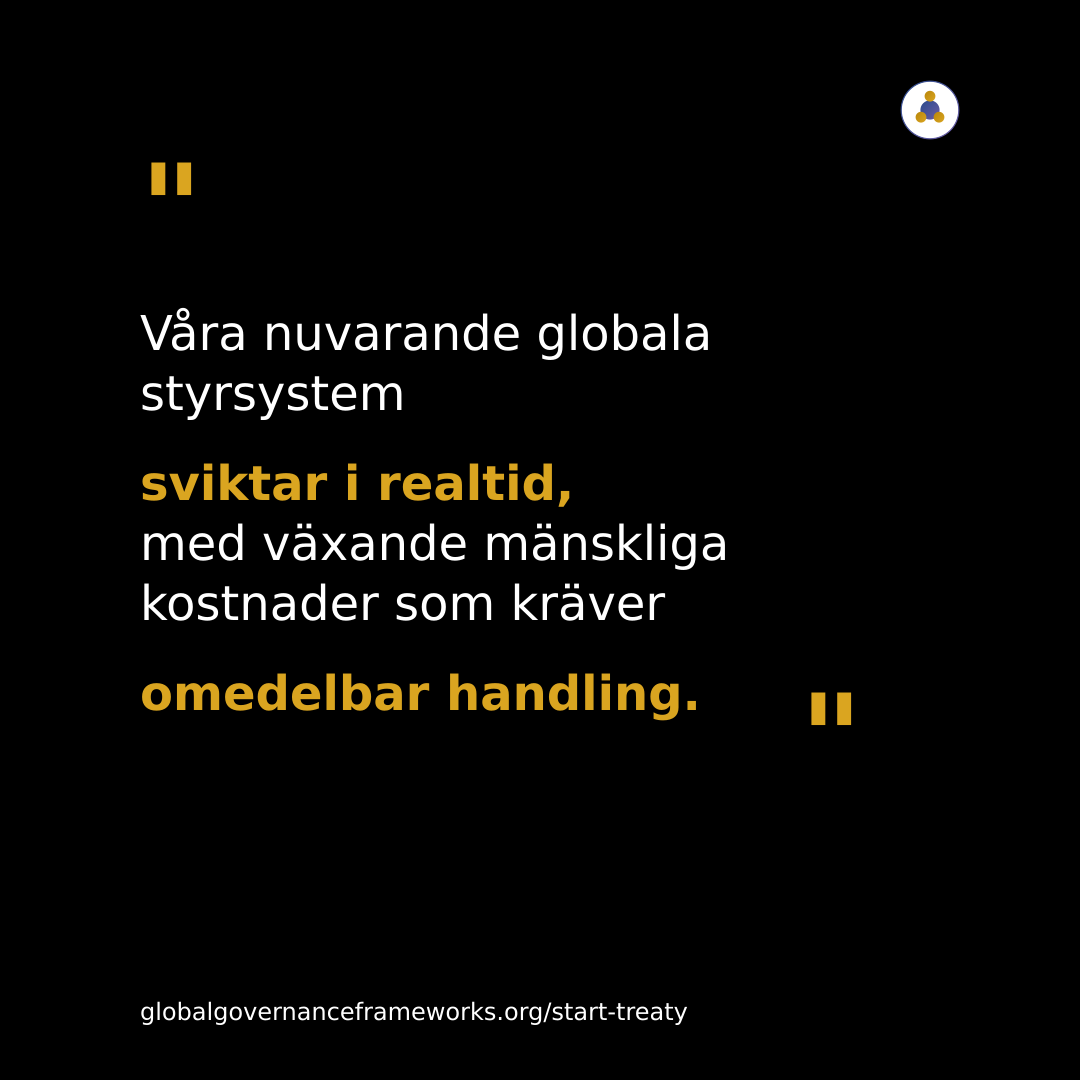 "
Våra nuvarande globala
styrsystem
sviktar i realtid,
med växande mänskliga
kostnader som kräver
omedelbar handling. "
globalgovernanceframeworks.org/start-treaty